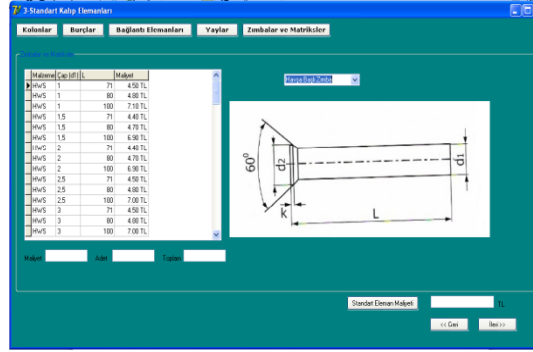 3-Standart Kalıp Elemanları
Kolonlar Burçlar Bağlantı Elemanları Yaylar Zımbalar ve Matriksler
Zımbalar ve Matriksler
Malzeme Çap (d1) L Maliyet
HWS 1 71 4.50 TL
HWS 1 80 4.80 TL
HWS 1 100 7.10 TL
HWS 1,5 71 4.40 TL
HWS 1,5 80 4.70 TL
HWS 1,5 100 6.90 TL
HWS 2 71 4.40 TL
HWS 2 80 4.70 TL
HWS 2 100 6.90 TL
HWS 2,5 71 4.50 TL
HWS 2,5 80 4.80 TL
HWS 2,5 100 7.00 TL
HWS 3 71 4.50 TL
HWS 3 80 4.80 TL
HWS 3 100 7.00 TL
Havşa Başlı Zımba
60°
d2
d1
k
L
Maliyet Adet Toplam
Standart Eleman Maliyeti TL
<< Geri İleri >>